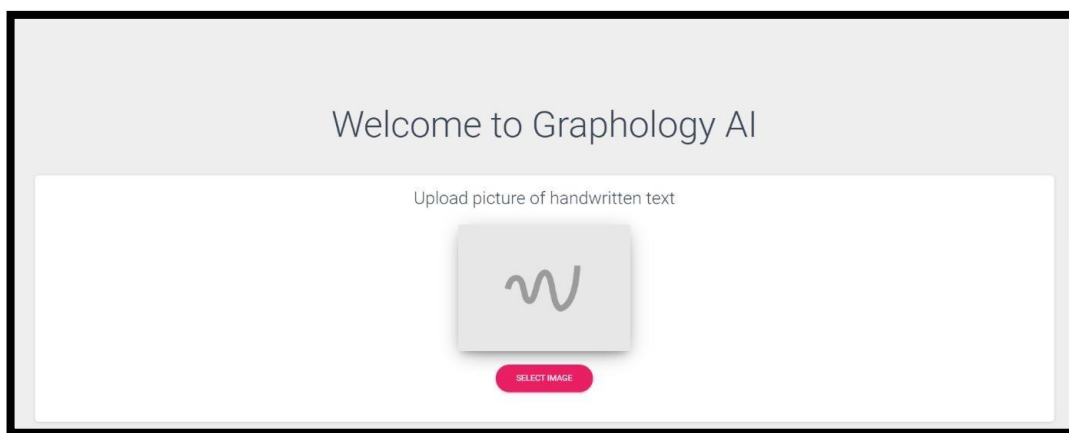 Welcome to Graphology AI
Upload picture of handwritten text
SELECT IMAGE